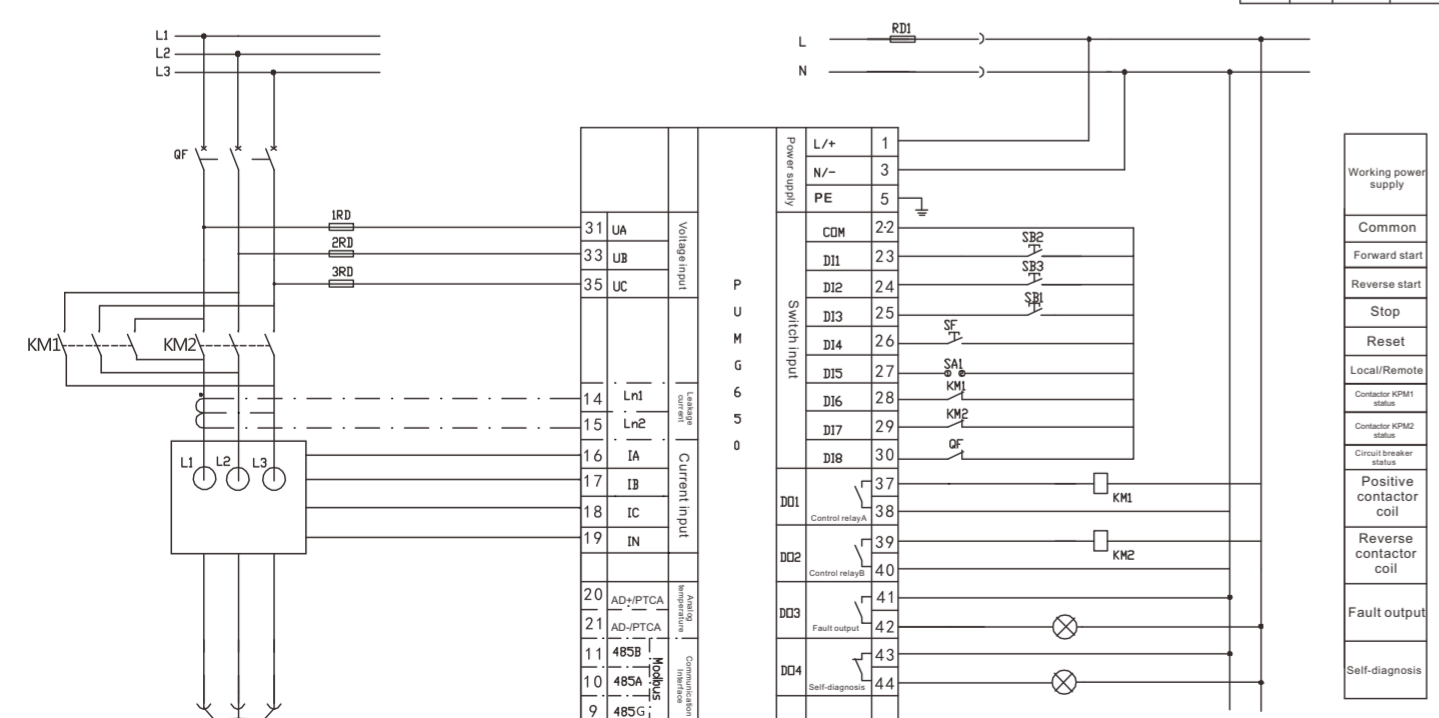 L1
L2
L3
QF
1RD
2RD
3RD
KM1
KM2
L1 L2 L3
L
N
RD1
31 UA
33 UB
35 UC
Voltage input
14 Ln1
15 Ln2
Leakage
current
16 IA
17 IB
18 IC
19 IN
Current input
20 AD+/PTCA
21 AD-/PTCA
Analog
temperature
11 485B
10 485A
9 485G
Modbus
Communication
Interface
P
U
M
G
6
5
0
Power supply
L/+ 1
N/- 3
PE 5
Switch input
COM 22
DI1 23
DI2 24
DI3 25
DI4 26
DI5 27
DI6 28
DI7 29
DI8 30
SB2
SB3
SB1
SF
SA1
KM1
KM2
QF
DO1
Control relayA
37
38
KM1
DO2
Control relayB
39
40
KM2
DO3
Fault output
41
42
DO4
Self-diagnosis
43
44
Working power
supply
Common
Forward start
Reverse start
Stop
Reset
Local/Remote
Contactor KPM1
status
Contactor KPM2
status
Circuit breaker
status
Positive
contactor
coil
Reverse
contactor
coil
Fault output
Self-diagnosis